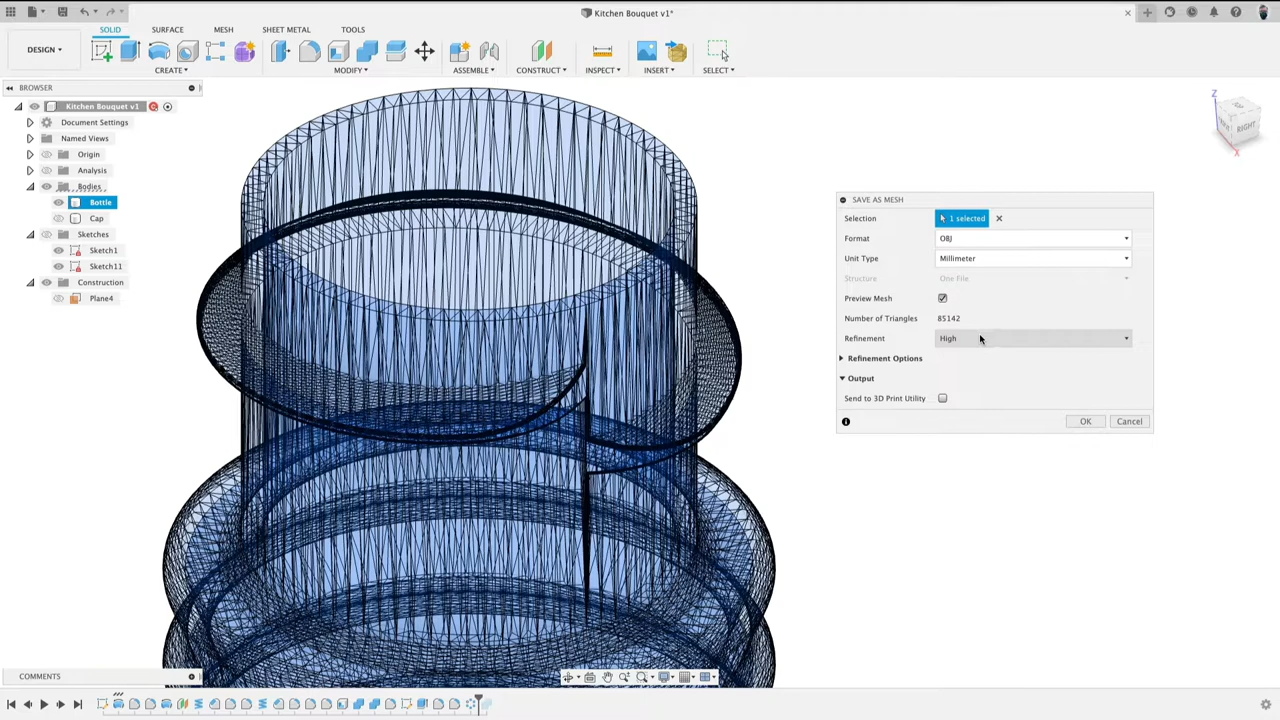 Kitchen Bouquet v1*
SOLID SURFACE MESH SHEET METAL TOOLS
DESIGN
CREATE MODIFY ASSEMBLE CONSTRUCT INSPECT INSERT SELECT
BROWSER
Kitchen Bouquet v1
Document Settings
Named Views
Origin
Analysis
Bodies
Bottle
Cap
Sketches
Sketch1
Sketch11
Construction
Plane4
Z
TOP
RIGHT
X
SAVE AS MESH
Selection 1 selected
Format OBJ
Unit Type Millimeter
Structure One File
Preview Mesh
Number of Triangles 85142
Refinement High
Refinement Options
Output
Send to 3D Print Utility
OK Cancel
COMMENTS